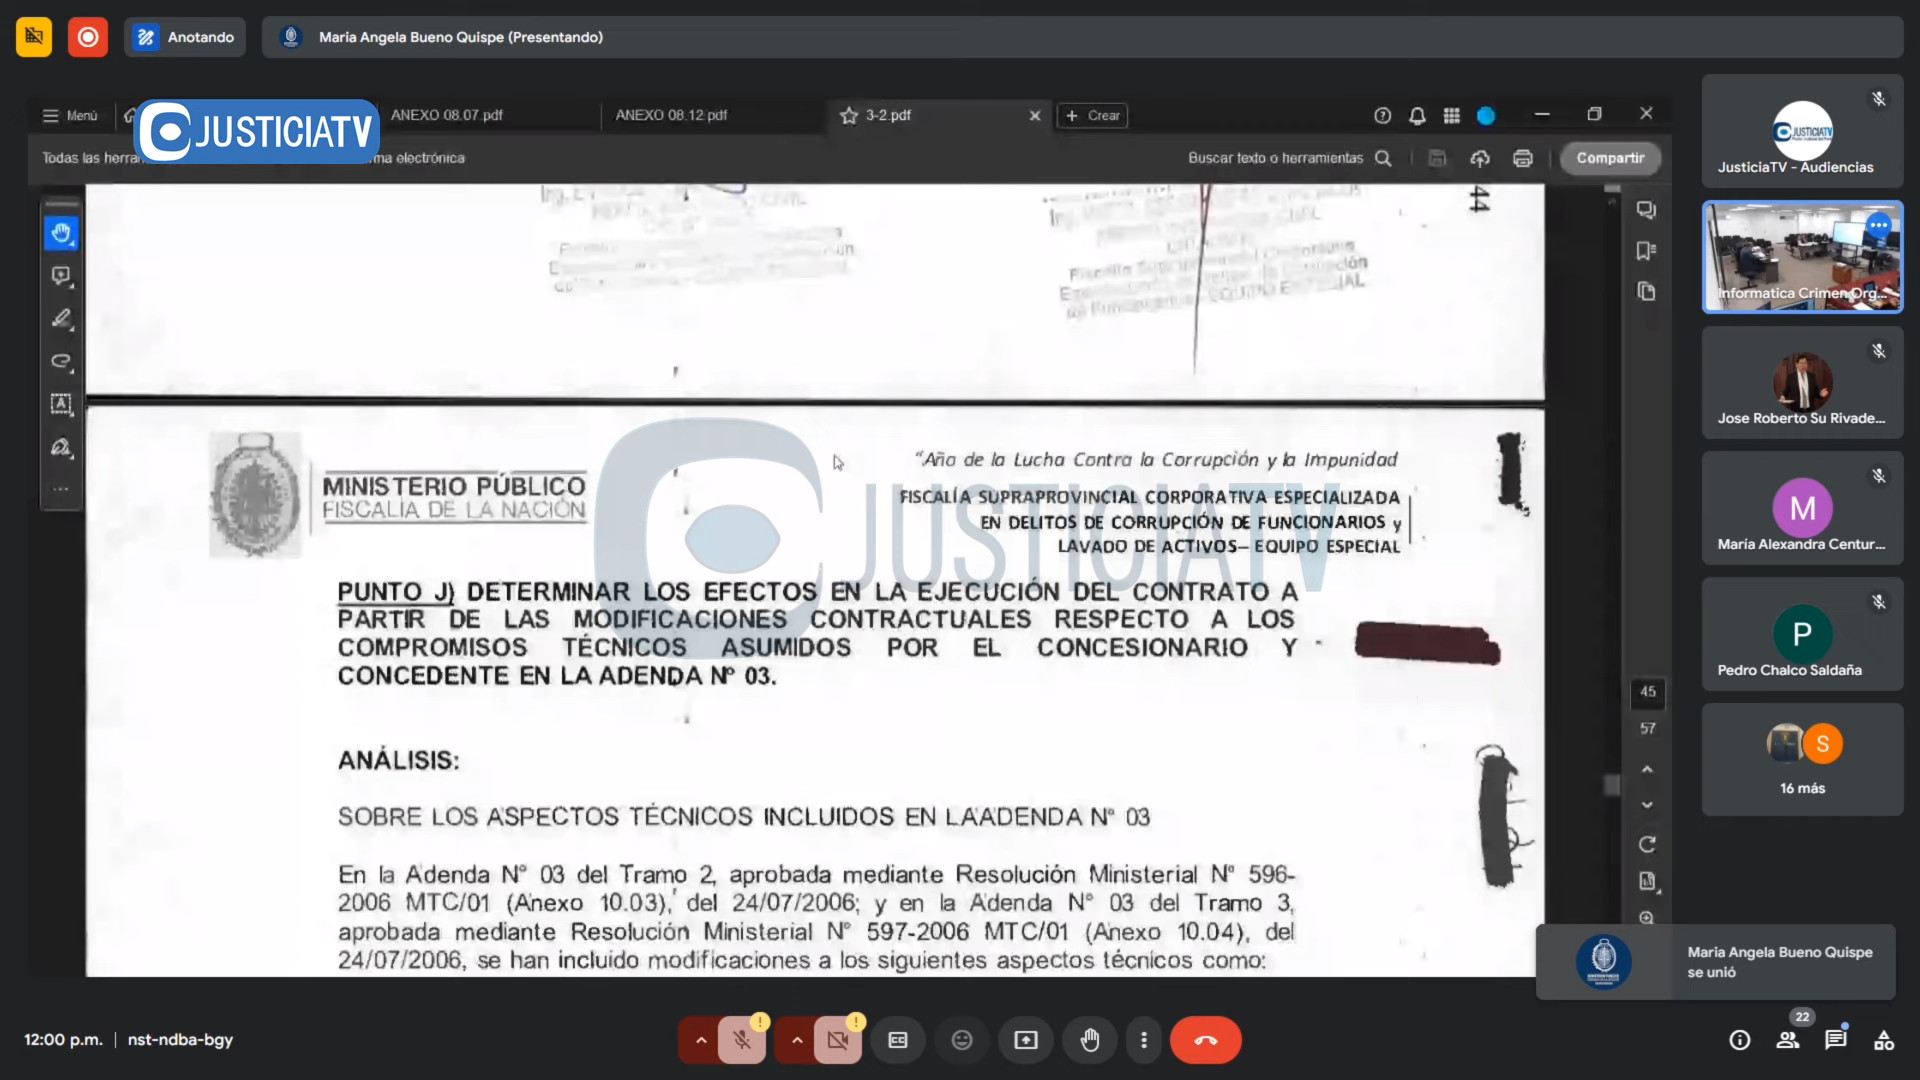 Anotando
Maria Angela Bueno Quispe (Presentando)
Menú
ANEXO 08.07.pdf
ANEXO 08.12.pdf
3-2.pdf
+ Crear
JUSTICIATV
Todas las
ma electrónica
Buscar texto o herramientas
Compartir
44
MINISTERIO PÚBLICO
FISCALIA DE LA NACIÓN
"Año de la Lucha Contra la Corrupción y la Impunidad
FISCALÍA SUPRAPROVINCIAL CORPORATIVA ESPECIALIZADA
EN DELITOS DE CORRUPCIÓN DE FUNCIONARIOS y
LAVADO DE ACTIVOS– EQUIPO ESPECIAL
JUSTICIATV
PUNTO J) DETERMINAR LOS EFECTOS EN LA EJECUCIÓN DEL CONTRATO A
PARTIR DE LAS MODIFICACIONES CONTRACTUALES RESPECTO A LOS
COMPROMISOS TÉCNICOS ASUMIDOS POR EL CONCESIONARIO Y
CONCEDENTE EN LA ADENDA Nº 03.
ANÁLISIS:
SOBRE LOS ASPECTOS TÉCNICOS INCLUIDOS EN LA ADENDA Nº 03
En la Adenda Nº 03 del Tramo 2, aprobada mediante Resolución Ministerial Nº 596-
2006 MTC/01 (Anexo 10.03), del 24/07/2006; y en la Adenda Nº 03 del Tramo 3,
aprobada mediante Resolución Ministerial Nº 597-2006 MTC/01 (Anexo 10.04), del
24/07/2006, se han incluido modificaciones a los siguientes aspectos técnicos como:
45
57
JUSTICIATV
JusticiaTV - Audiencias
Informatica Crimen Org...
Jose Roberto Su Rivade...
M
María Alexandra Centur...
P
Pedro Chalco Saldaña
S
16 más
Maria Angela Bueno Quispe
se unió
12:00 p.m. | nst-ndba-bgy
22